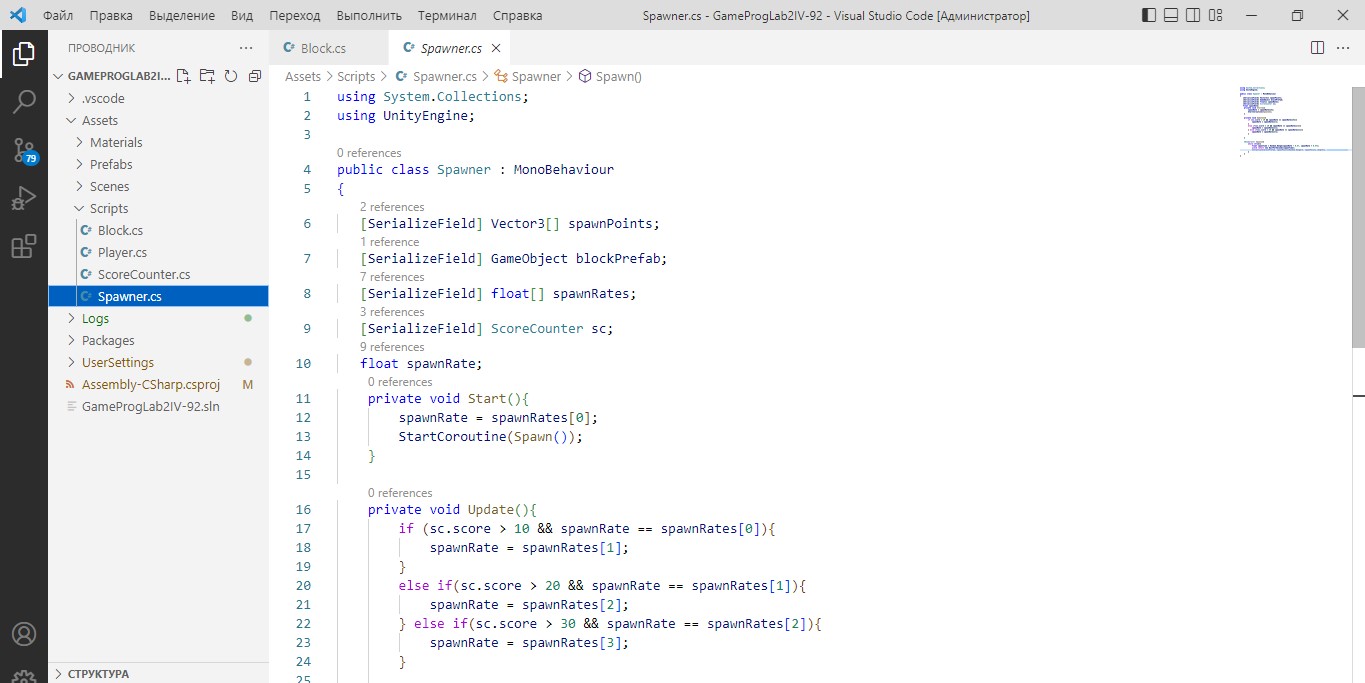 Файл Правка Выделение Вид Переход Выполнить Терминал Справка Spawner.cs - GameProgLab2IV-92 - Visual Studio Code [Администратор]
ПРОВОДНИК
GAMEPROGLAB2I...
.vscode
Assets
Materials
Prefabs
Scenes
Scripts
Block.cs
Player.cs
ScoreCounter.cs
Spawner.cs
Logs
Packages
UserSettings
Assembly-CSharp.csproj M
GameProgLab2IV-92.sln
СТРУКТУРА
79
Block.cs Spawner.cs
Assets > Scripts > Spawner.cs > Spawner > Spawn()
1 using System.Collections;
2 using UnityEngine;
3
0 references
4 public class Spawner : MonoBehaviour
5 {
2 references
6 [SerializeField] Vector3[] spawnPoints;
1 reference
7 [SerializeField] GameObject blockPrefab;
7 references
8 [SerializeField] float[] spawnRates;
3 references
9 [SerializeField] ScoreCounter sc;
9 references
10 float spawnRate;
0 references
11 private void Start(){
12 spawnRate = spawnRates[0];
13 StartCoroutine(Spawn());
14 }
15
0 references
16 private void Update(){
17 if (sc.score > 10 && spawnRate == spawnRates[0]){
18 spawnRate = spawnRates[1];
19 }
20 else if(sc.score > 20 && spawnRate == spawnRates[1]){
21 spawnRate = spawnRates[2];
22 } else if(sc.score > 30 && spawnRate == spawnRates[2]){
23 spawnRate = spawnRates[3];
24 }
25